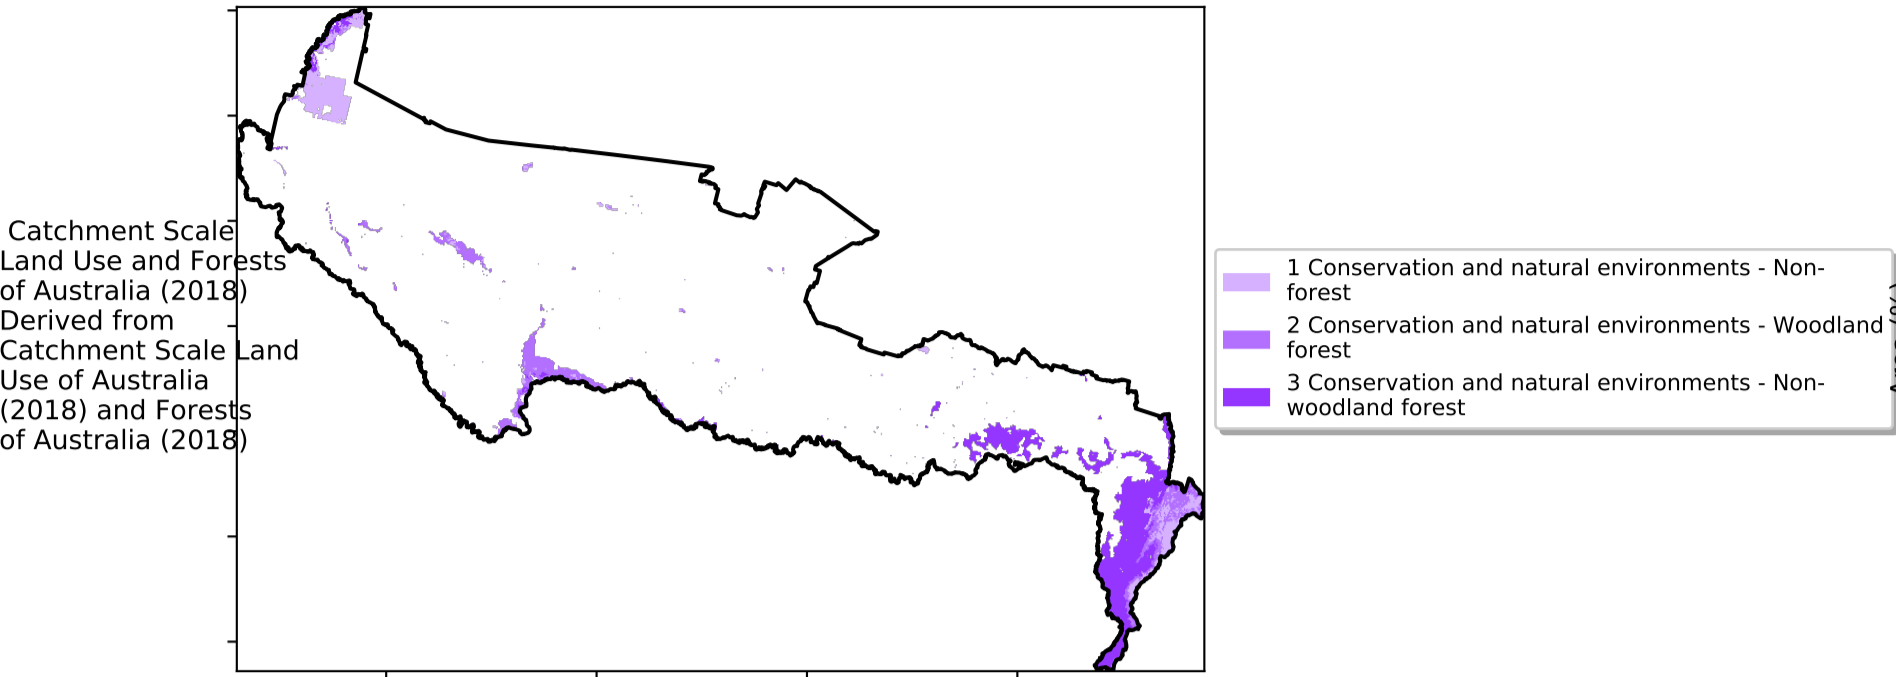 Catchment Scale
Land Use and Forests
of Australia (2018)
Derived from
Catchment Scale Land
Use of Australia
(2018) and Forests
of Australia (2018)
1 Conservation and natural environments - Non-
forest
2 Conservation and natural environments - Woodland
forest
3 Conservation and natural environments - Non-
woodland forest